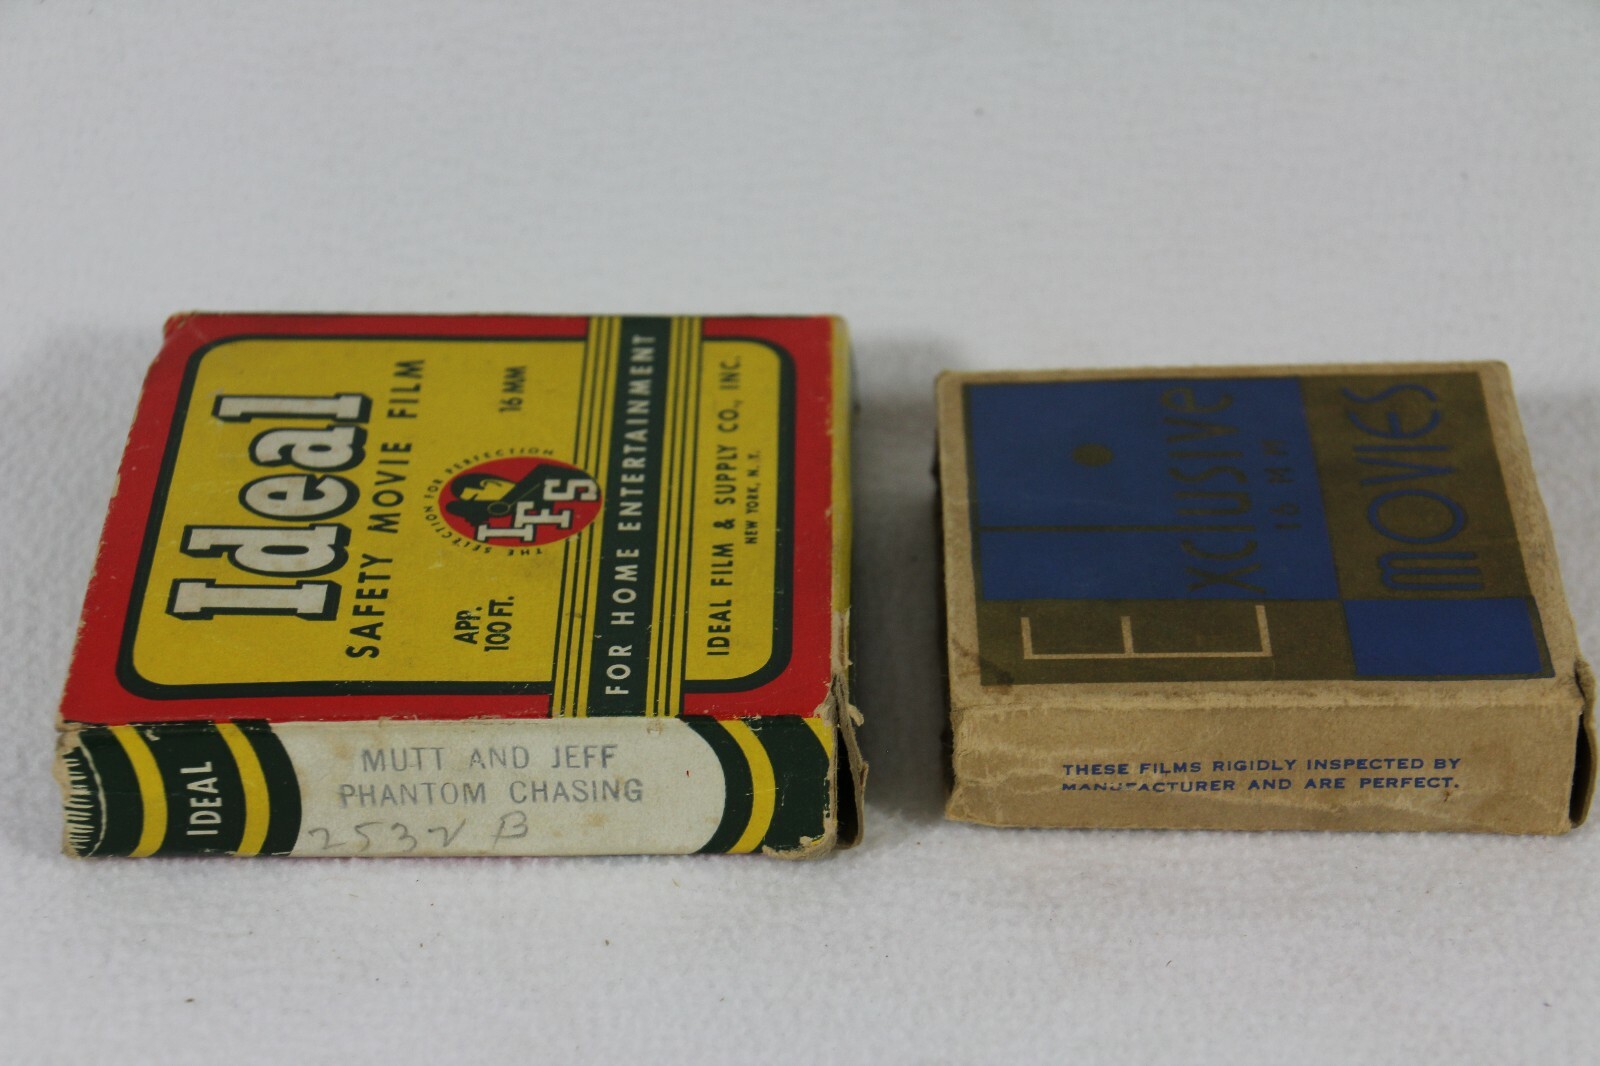 Ideal
SAFETY MOVIE FILM
APP.
100 FT.
THE SELECTION FOR PERFECTION
IFS
16 MM
FOR HOME ENTERTAINMENT
IDEAL FILM & SUPPLY CO., INC.
NEW YORK, N.Y.
IDEAL
MUTT AND JEFF
PHANTOM CHASING
2532 B
Exclusive
16 MM
MOVIES
THESE FILMS RIGIDLY INSPECTED BY
MANUFACTURER AND ARE PERFECT.